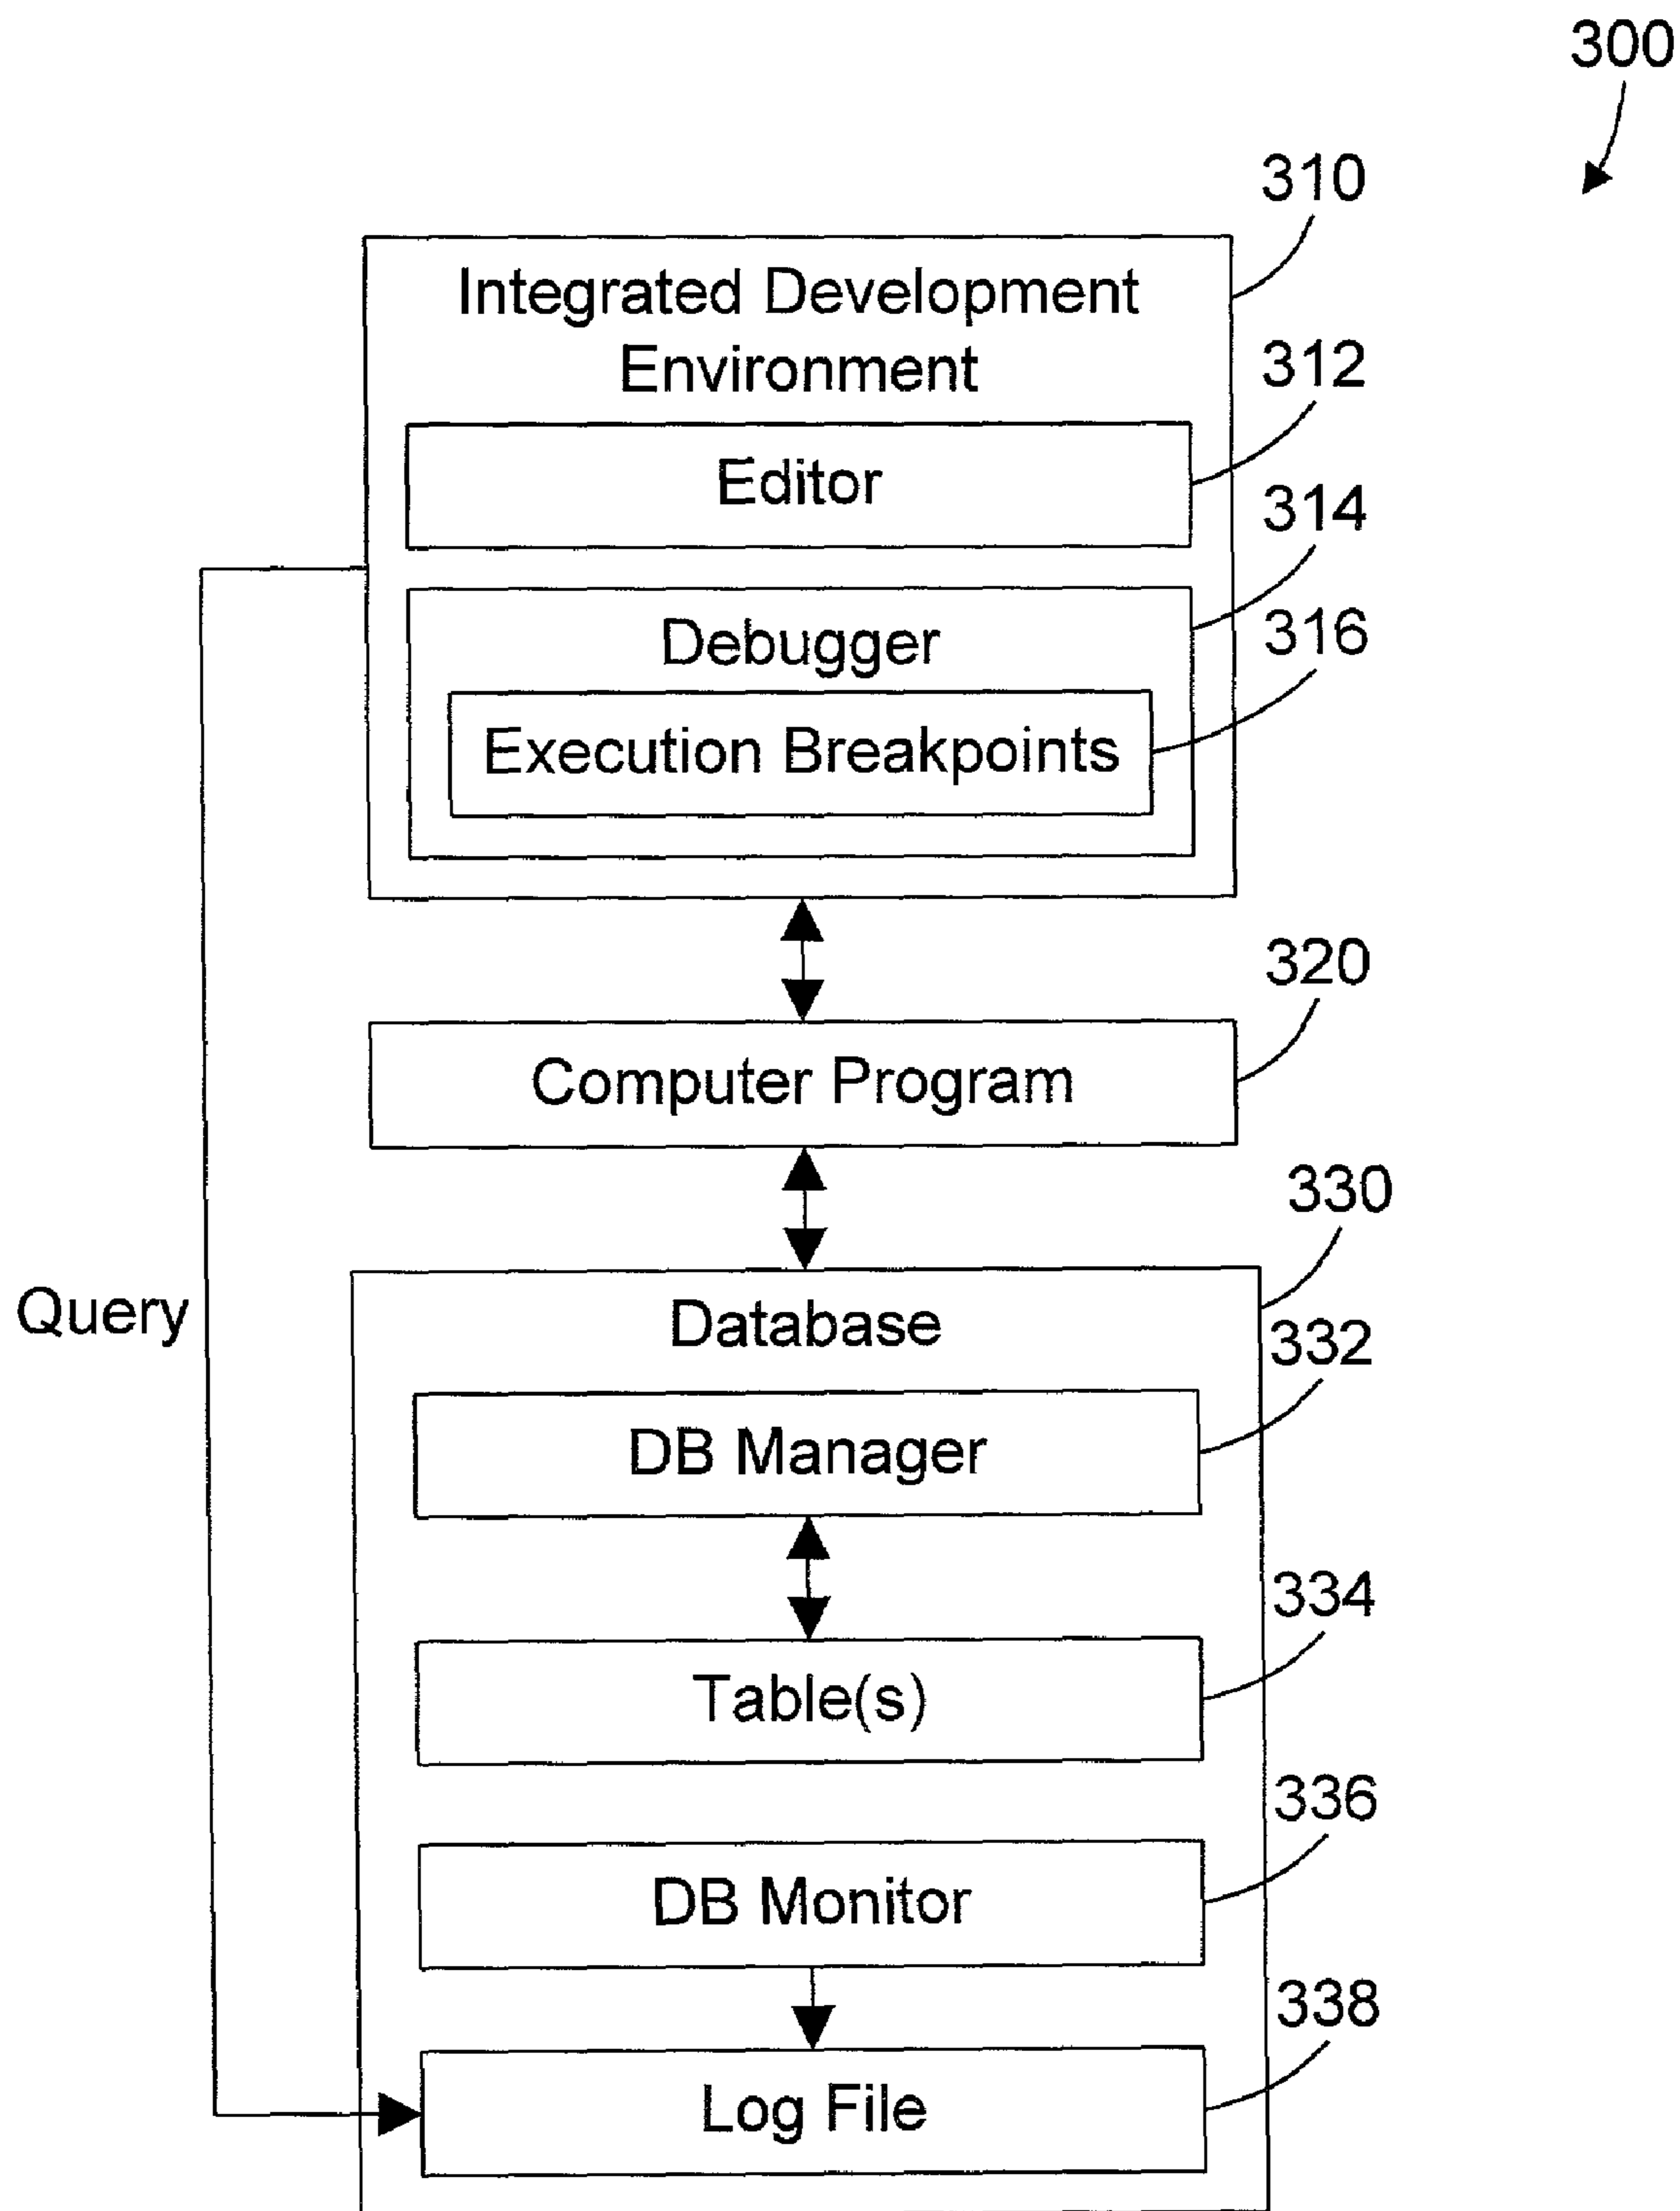 300
310
Integrated Development
Environment
312
Editor
314
Debugger
316
Execution Breakpoints
320
Computer Program
330
Query
Database
332
DB Manager
334
Table(s)
336
DB Monitor
338
Log File